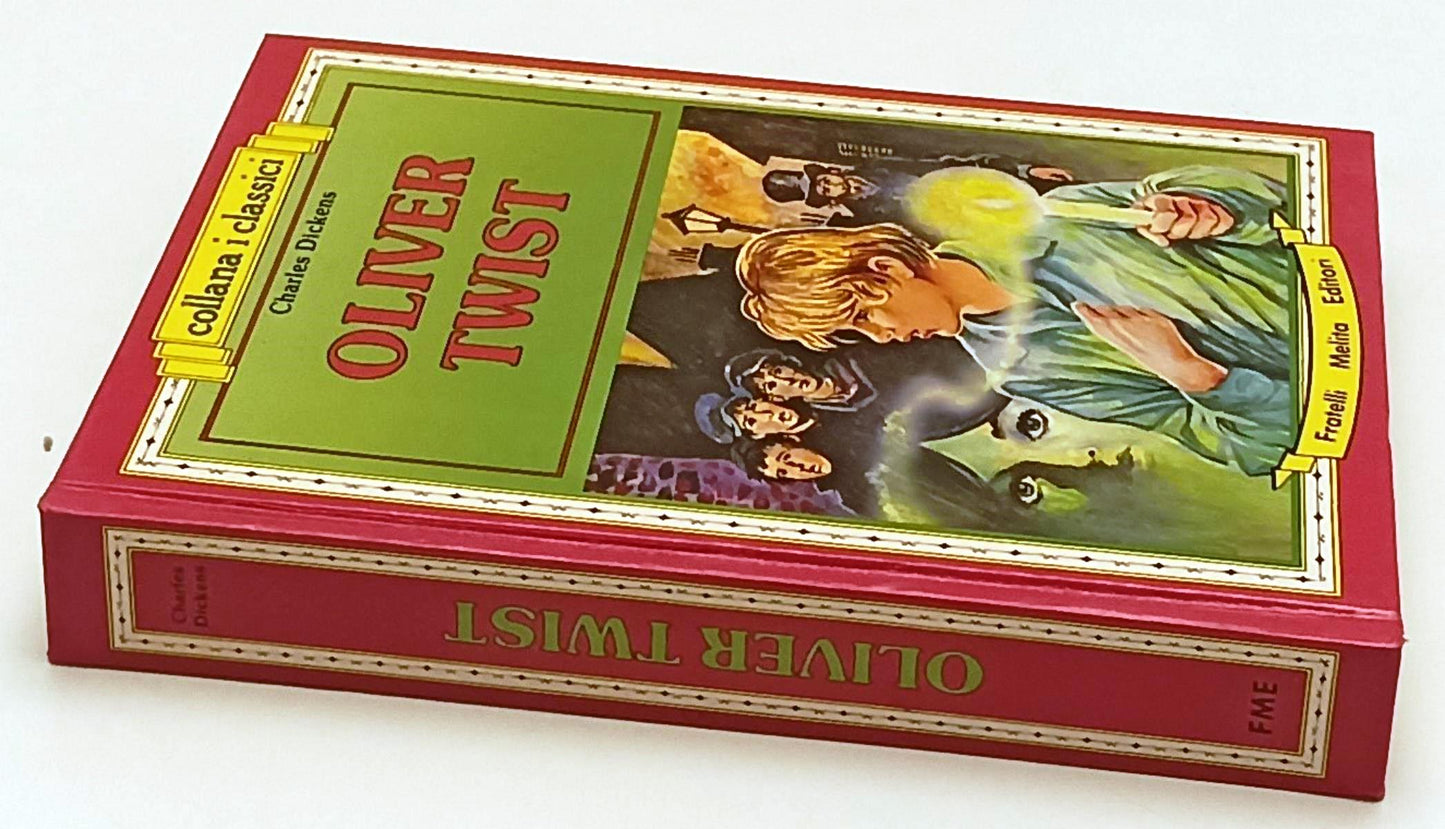 collana i classici
Charles Dickens
OLIVER
TWIST
Fratelli Melita Editori
Charles
Dickens
OLIVER TWIST
FME